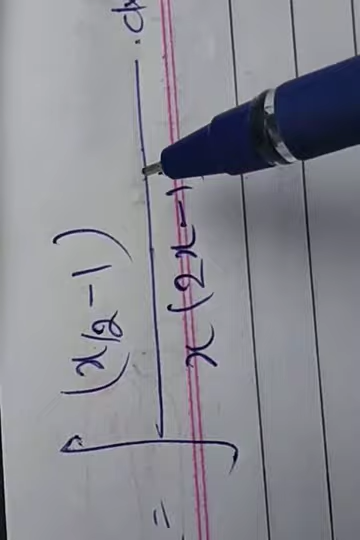 = ∫ (x/2 - 1) . dx
x(2x-1